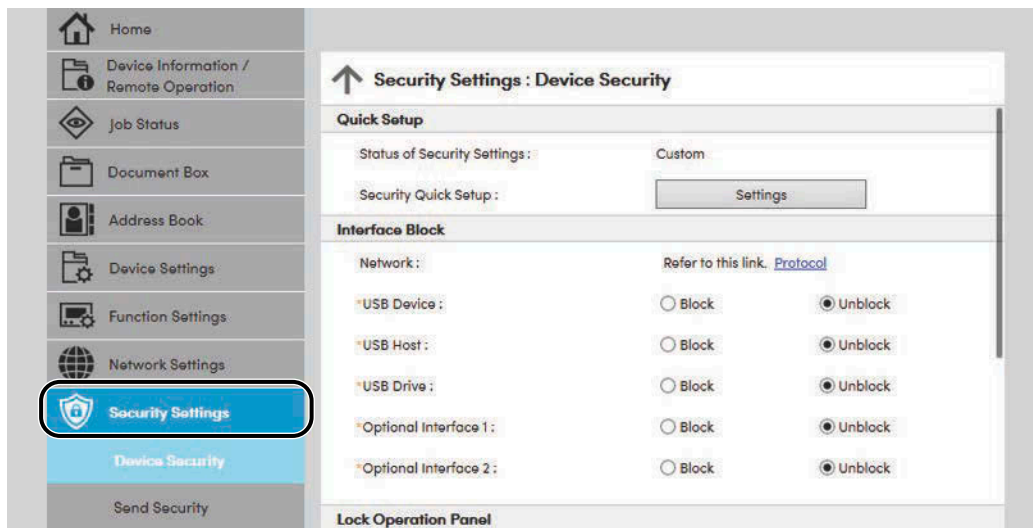 Home
Device Information /
Remote Operation
Job Status
Document Box
Address Book
Device Settings
Function Settings
Network Settings
Security Settings
Device Security
Send Security
Security Settings : Device Security
Quick Setup
Status of Security Settings : Custom
Security Quick Setup : Settings
Interface Block
Network : Refer to this link. Protocol
*USB Device : Block Unblock
*USB Host : Block Unblock
*USB Drive : Block Unblock
*Optional Interface 1 : Block Unblock
*Optional Interface 2 : Block Unblock
Lock Operation Panel